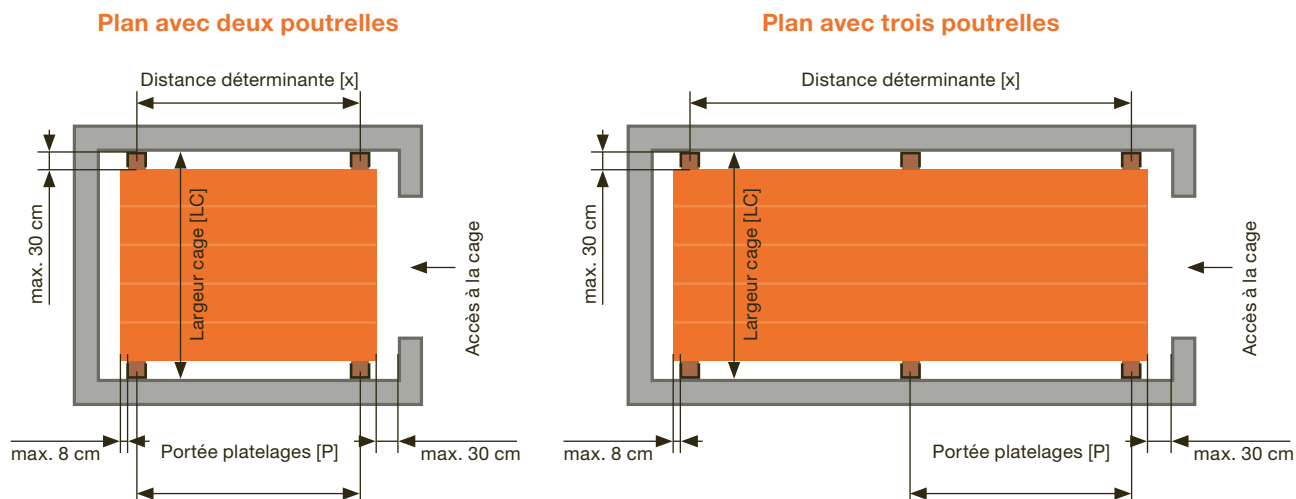 Plan avec deux poutrelles
Distance déterminante [x]
max. 30 cm
Largeur cage [LC]
Accès à la cage
max. 8 cm
Portée platelages [P]
max. 30 cm
Plan avec trois poutrelles
Distance déterminante [x]
max. 30 cm
Largeur cage [LC]
Accès à la cage
max. 8 cm
Portée platelages [P]
max. 30 cm